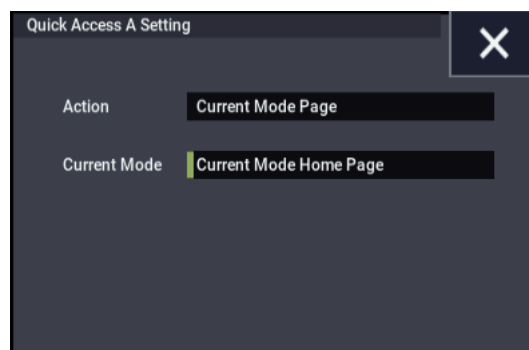 Quick Access A Setting
Action
Current Mode Page
Current Mode
Current Mode Home Page